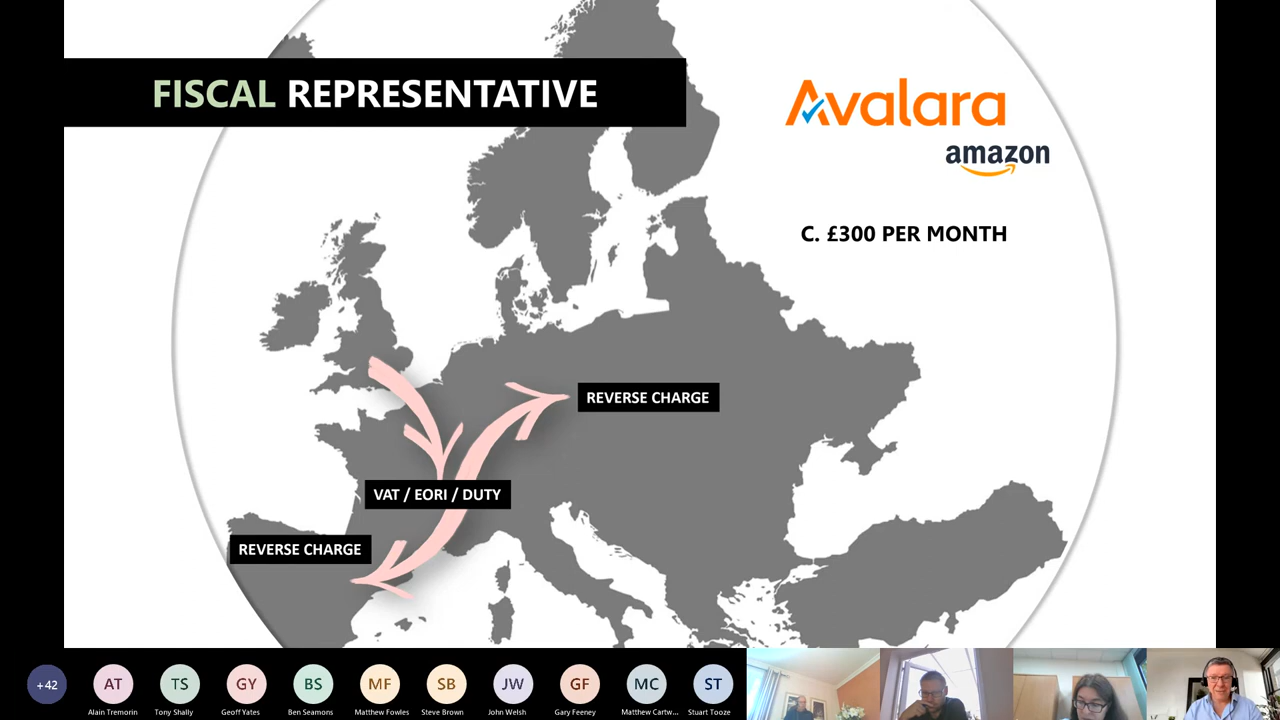 FISCAL REPRESENTATIVE
Avalara
amazon
C. £300 PER MONTH
REVERSE CHARGE
VAT / EORI / DUTY
REVERSE CHARGE
+42
AT
TS
GY
BS
MF
SB
JW
GF
MC
ST
Alain Tremorin
Tony Shally
Geoff Yates
Ben Seamons
Matthew Fowles
Steve Brown
John Welsh
Gary Feeney
Matthew Cartw...
Stuart Tooze